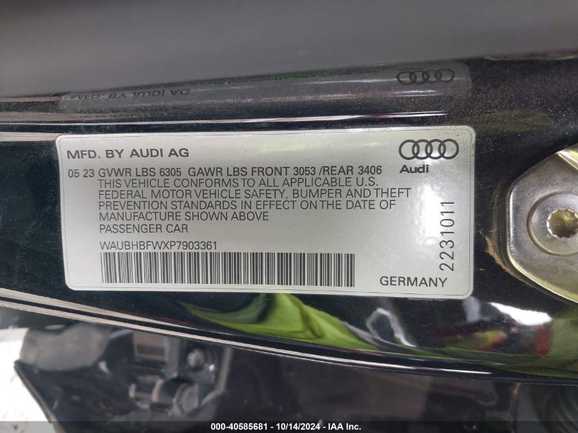 MFD. BY AUDI AG
Audi
05 23 GVWR LBS 6305 GAWR LBS FRONT 3053 /REAR 3406
THIS VEHICLE CONFORMS TO ALL APPLICABLE U.S.
FEDERAL MOTOR VEHICLE SAFETY, BUMPER AND THEFT
PREVENTION STANDARDS IN EFFECT ON THE DATE
OF MANUFACTURE SHOWN ABOVE
PASSENGER CAR
WAUBHBFWXP7903361
GERMANY
2231011
000-40585681 - 10/14/2024 - IAA Inc.